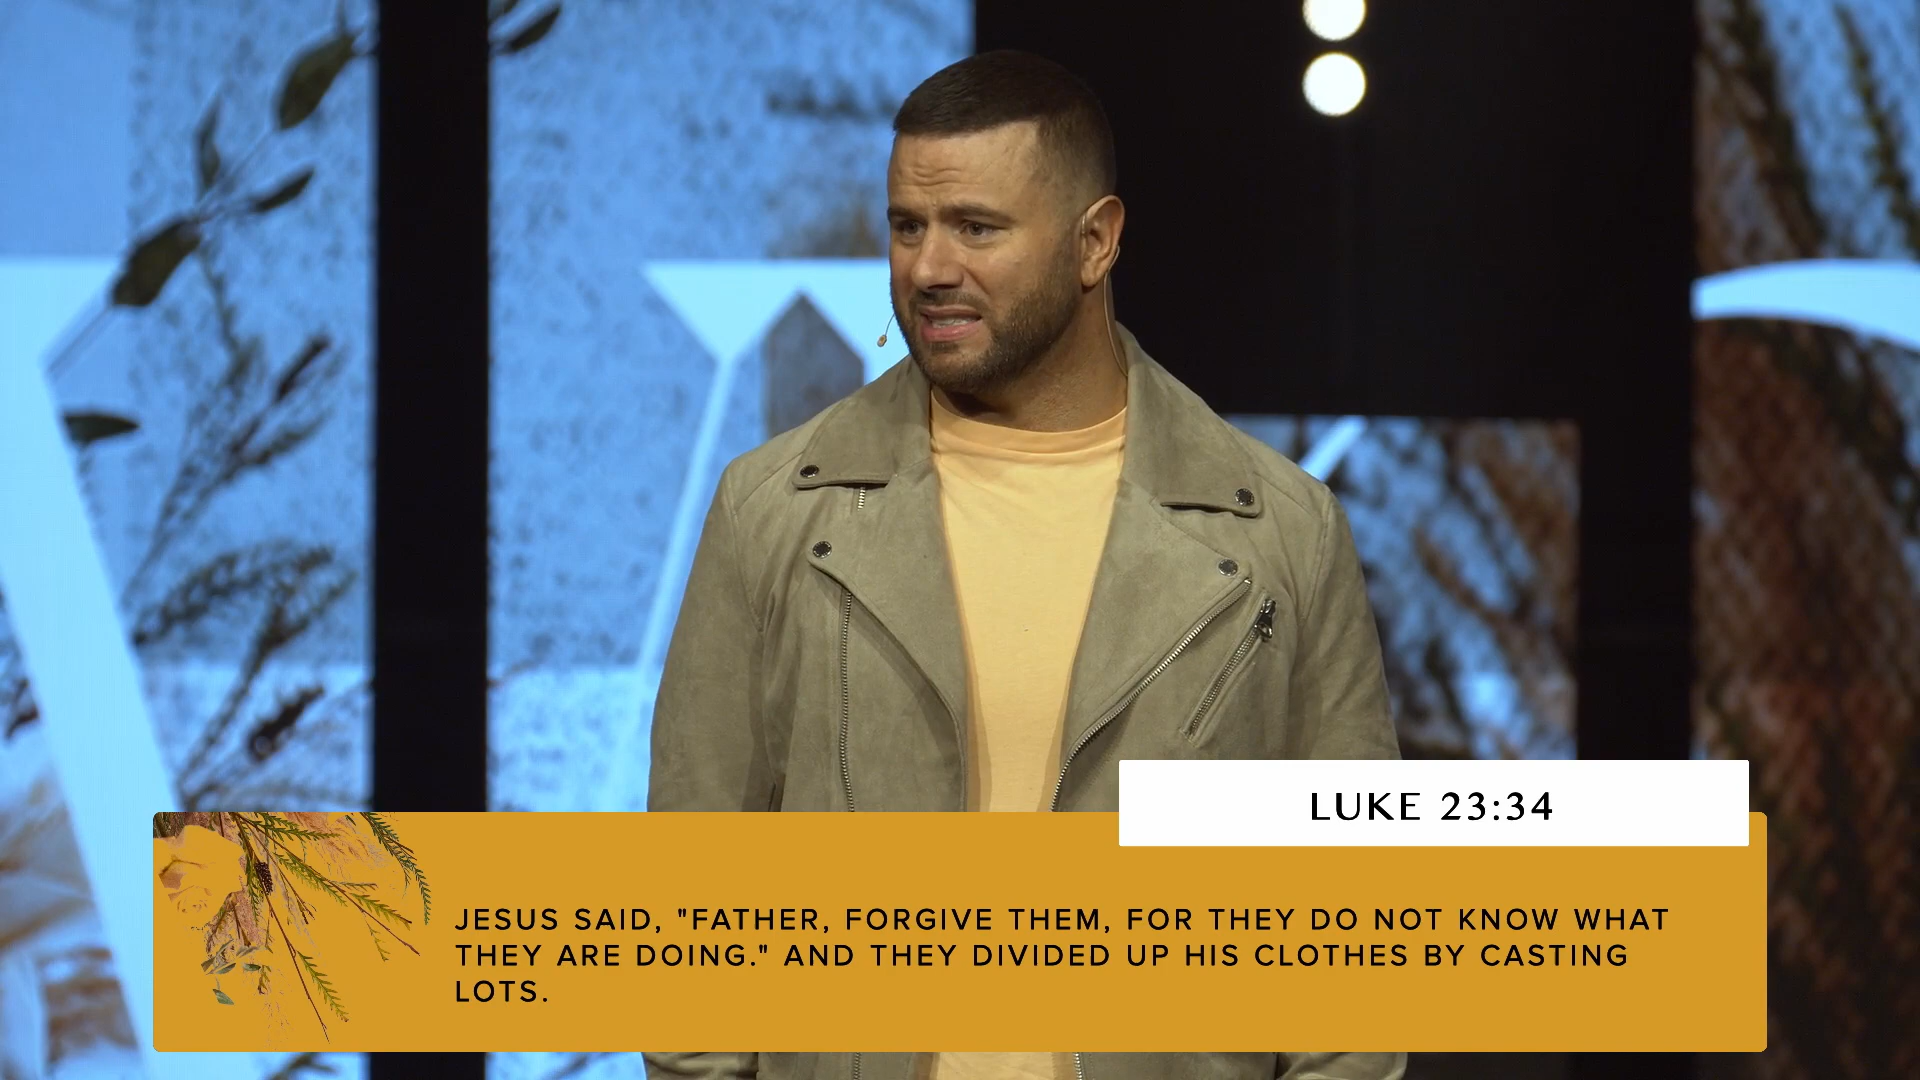 LUKE 23:34
JESUS SAID, "FATHER, FORGIVE THEM, FOR THEY DO NOT KNOW WHAT
THEY ARE DOING." AND THEY DIVIDED UP HIS CLOTHES BY CASTING
LOTS.